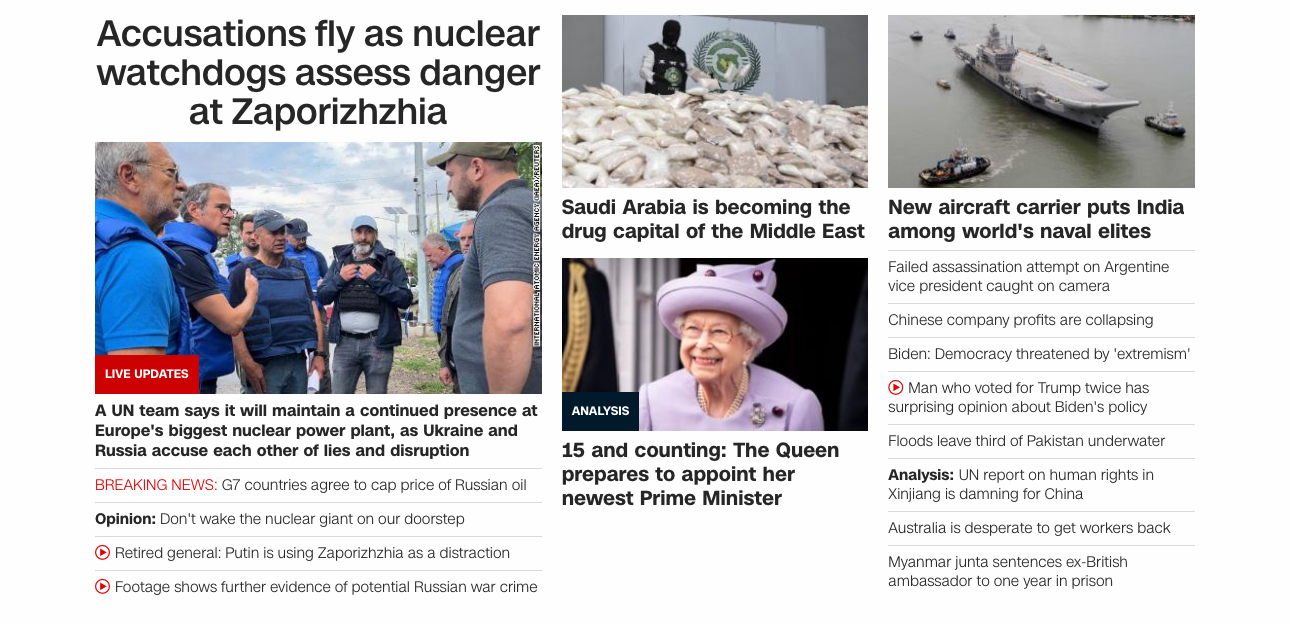 Accusations fly as nuclear
watchdogs assess danger
at Zaporizhzhia
INTERNATIONAL ATOMIC ENERGY AGENCY (IAEA)/REUTERS
LIVE UPDATES
A UN team says it will maintain a continued presence at
Europe's biggest nuclear power plant, as Ukraine and
Russia accuse each other of lies and disruption
BREAKING NEWS: G7 countries agree to cap price of Russian oil
Opinion: Don't wake the nuclear giant on our doorstep
Retired general: Putin is using Zaporizhzhia as a distraction
Footage shows further evidence of potential Russian war crime
Saudi Arabia is becoming the
drug capital of the Middle East
ANALYSIS
15 and counting: The Queen
prepares to appoint her
newest Prime Minister
New aircraft carrier puts India
among world's naval elites
Failed assassination attempt on Argentine
vice president caught on camera
Chinese company profits are collapsing
Biden: Democracy threatened by 'extremism'
Man who voted for Trump twice has
surprising opinion about Biden's policy
Floods leave third of Pakistan underwater
Analysis: UN report on human rights in
Xinjiang is damning for China
Australia is desperate to get workers back
Myanmar junta sentences ex-British
ambassador to one year in prison